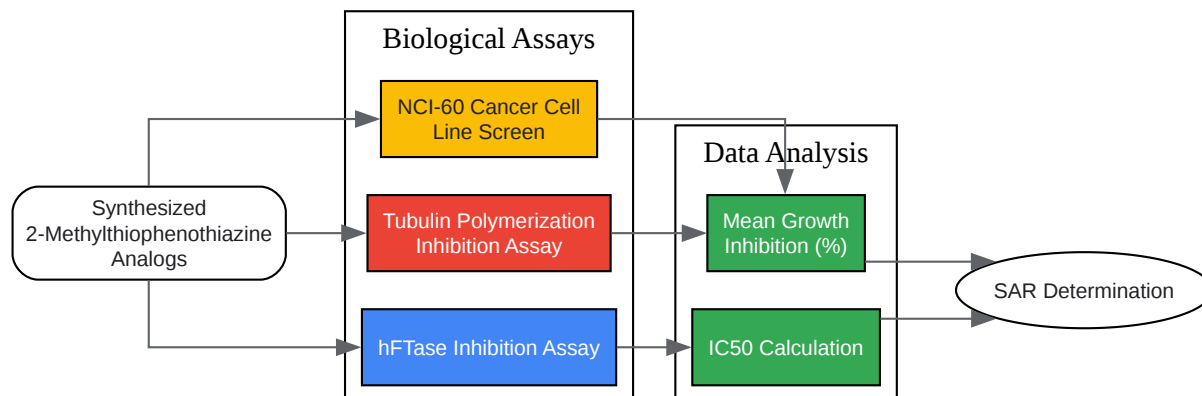 Biological Assays
NCI-60 Cancer Cell
Line Screen
Data Analysis
Synthesized
2-Methylthiophenothiazine
Analogs
Tubulin Polymerization
Inhibition Assay
Mean Growth
Inhibition (%)
SAR Determination
hFTase Inhibition Assay
IC50 Calculation